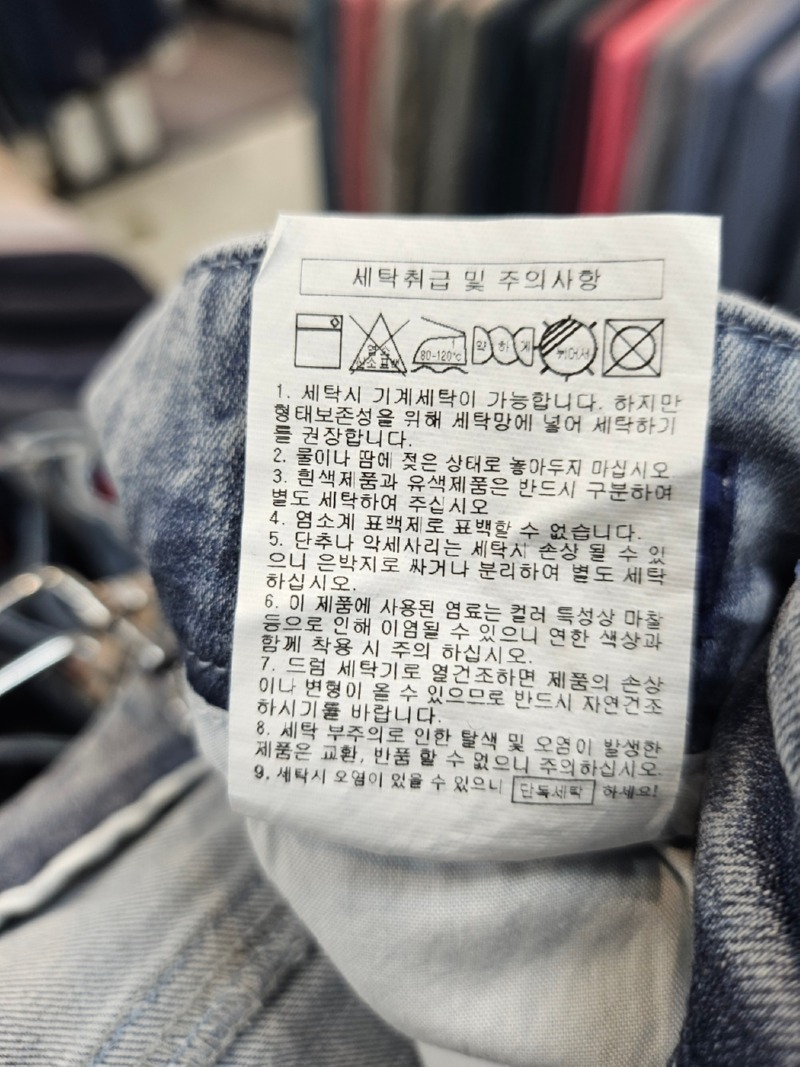 세탁취급 및 주의사항
염소
산소표백
80-120℃
약하게
뉘어서
1. 세탁시 기계세탁이 가능합니다. 하지만
형태보존성을 위해 세탁망에 넣어 세탁하기
를 권장합니다.
2. 물이나 땀에 젖은 상태로 놓아두지 마십시오
3. 흰색제품과 유색제품은 반드시 구분하여
별도 세탁하여 주십시오
4. 염소계 표백제로 표백할 수 없습니다.
5. 단추나 악세사리는 세탁시 손상 될 수 있
으니 은박지로 싸거나 분리하여 별도 세탁
하십시오.
6. 이 제품에 사용된 염료는 컬러 특성상 마찰
등으로 인해 이염될 수 있으니 연한 색상과
함께 착용 시 주의 하십시오.
7. 드럼 세탁기로 열건조하면 제품의 손상
이나 변형이 올 수 있으므로 반드시 자연건조
하시기를 바랍니다.
8. 세탁 부주의로 인한 탈색 및 오염이 발생한
제품은 교환, 반품 할 수 없으니 주의하십시오.
9. 세탁시 오염이 있을 수 있으니 단독세탁 하세요!